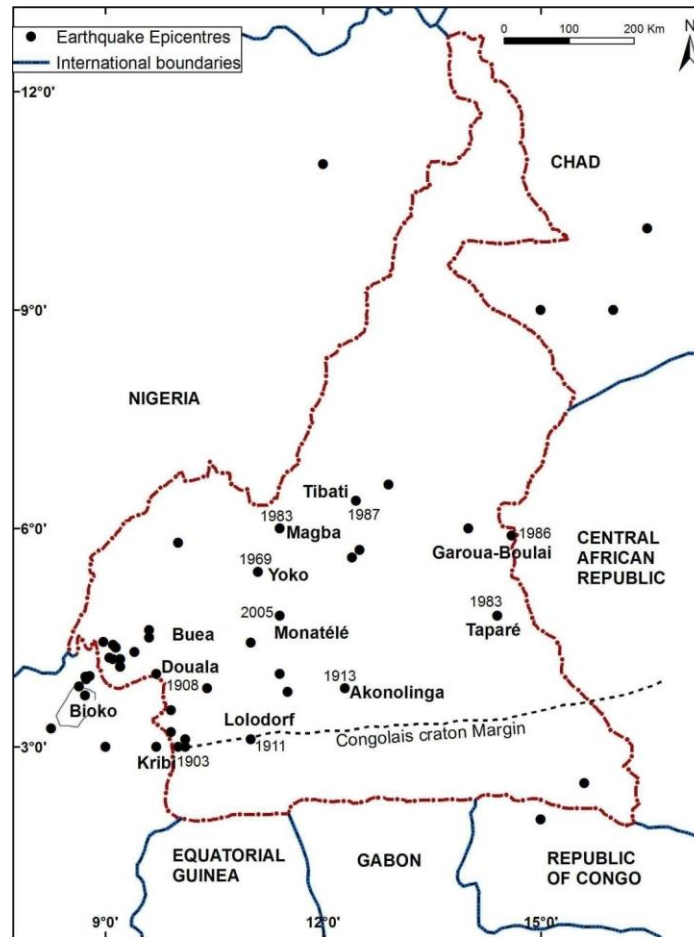 Earthquake Epicentres
International boundaries
0 100 200 Km
N
12°0'
CHAD
9°0'
NIGERIA
Tibati
1987
1983
Magba
6°0'
1986
Garoua-Boulai
CENTRAL
AFRICAN
REPUBLIC
1969
Yoko
2005
Monatélé
1983
Taparé
Buea
Douala
1908
1913
Akonolinga
Bioko
Lolodorf
1911
Congolais craton Margin
3°0'
Kribi
1903
EQUATORIAL
GUINEA
GABON
REPUBLIC
OF CONGO
9°0'
12°0'
15°0'